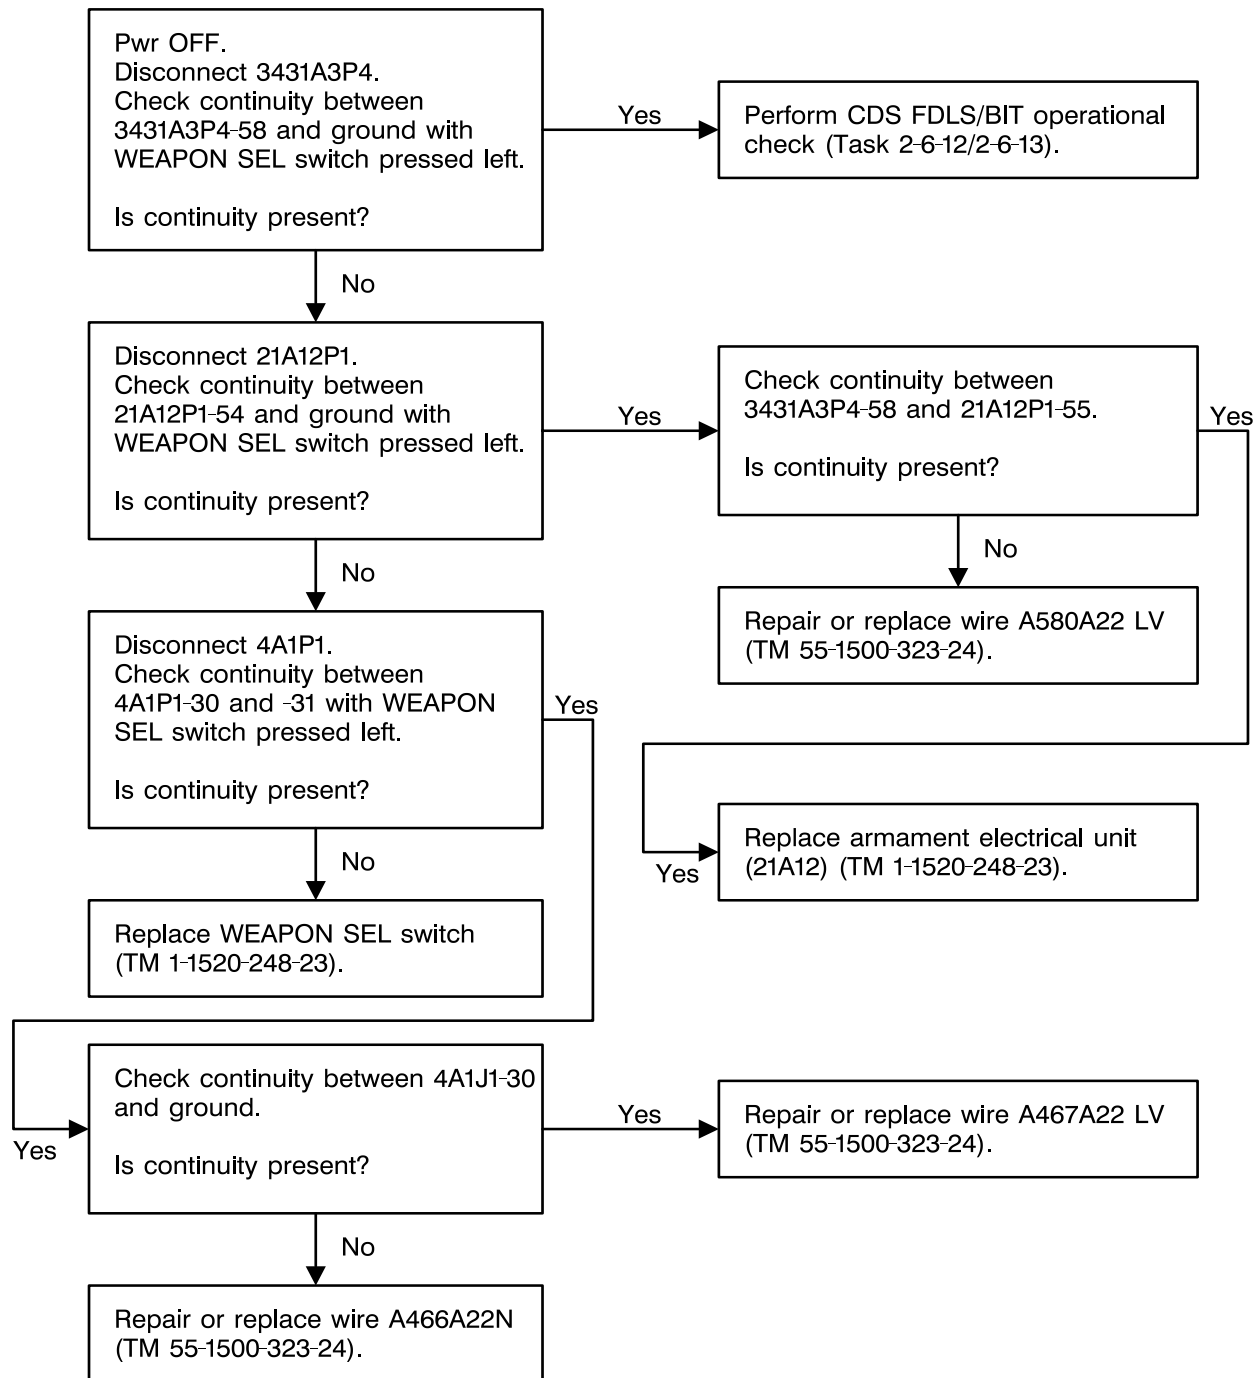 Pwr OFF.
Disconnect 3431A3P4.
Check continuity between
3431A3P4-58 and ground with
WEAPON SEL switch pressed left.
Is continuity present?
Yes
Perform CDS FDLS/BIT operational
check (Task 2-6-12/2-6-13).
No
Disconnect 21A12P1.
Check continuity between
21A12P1-54 and ground with
WEAPON SEL switch pressed left.
Is continuity present?
Yes
Check continuity between
3431A3P4-58 and 21A12P1-55.
Is continuity present?
Yes
No
No
Repair or replace wire A580A22 LV
(TM 55-1500-323-24).
Disconnect 4A1P1.
Check continuity between
4A1P1-30 and -31 with WEAPON
SEL switch pressed left.
Is continuity present?
Yes
Yes
Replace armament electrical unit
(21A12) (TM 1-1520-248-23).
No
Replace WEAPON SEL switch
(TM 1-1520-248-23).
Yes
Check continuity between 4A1J1-30
and ground.
Is continuity present?
Yes
Repair or replace wire A467A22 LV
(TM 55-1500-323-24).
No
Repair or replace wire A466A22N
(TM 55-1500-323-24).